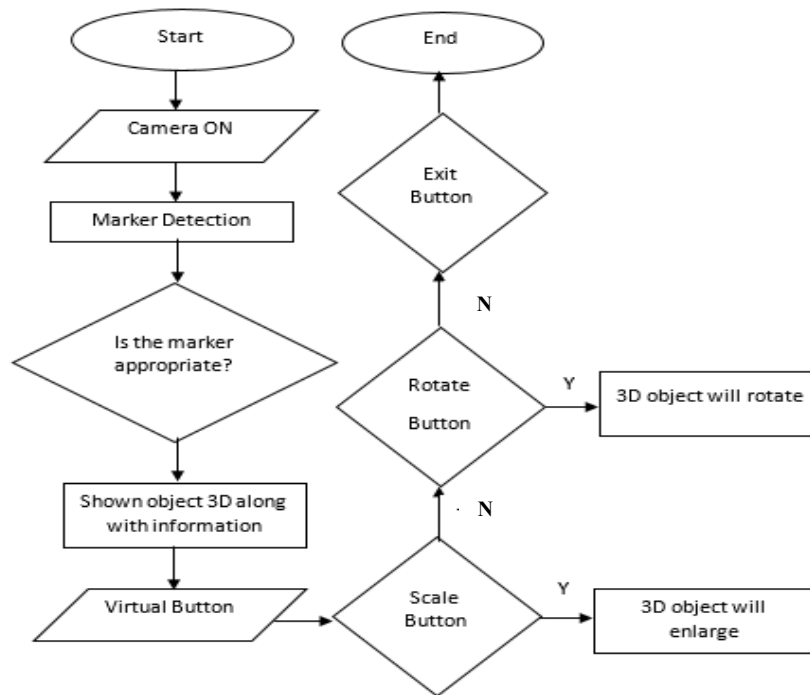 Start
Camera ON
Marker Detection
Is the marker
appropriate?
Shown object 3D along
with information
Virtual Button
Scale
Button
Y
3D object will
enlarge
N
Rotate
Button
Y
3D object will rotate
N
Exit
Button
End